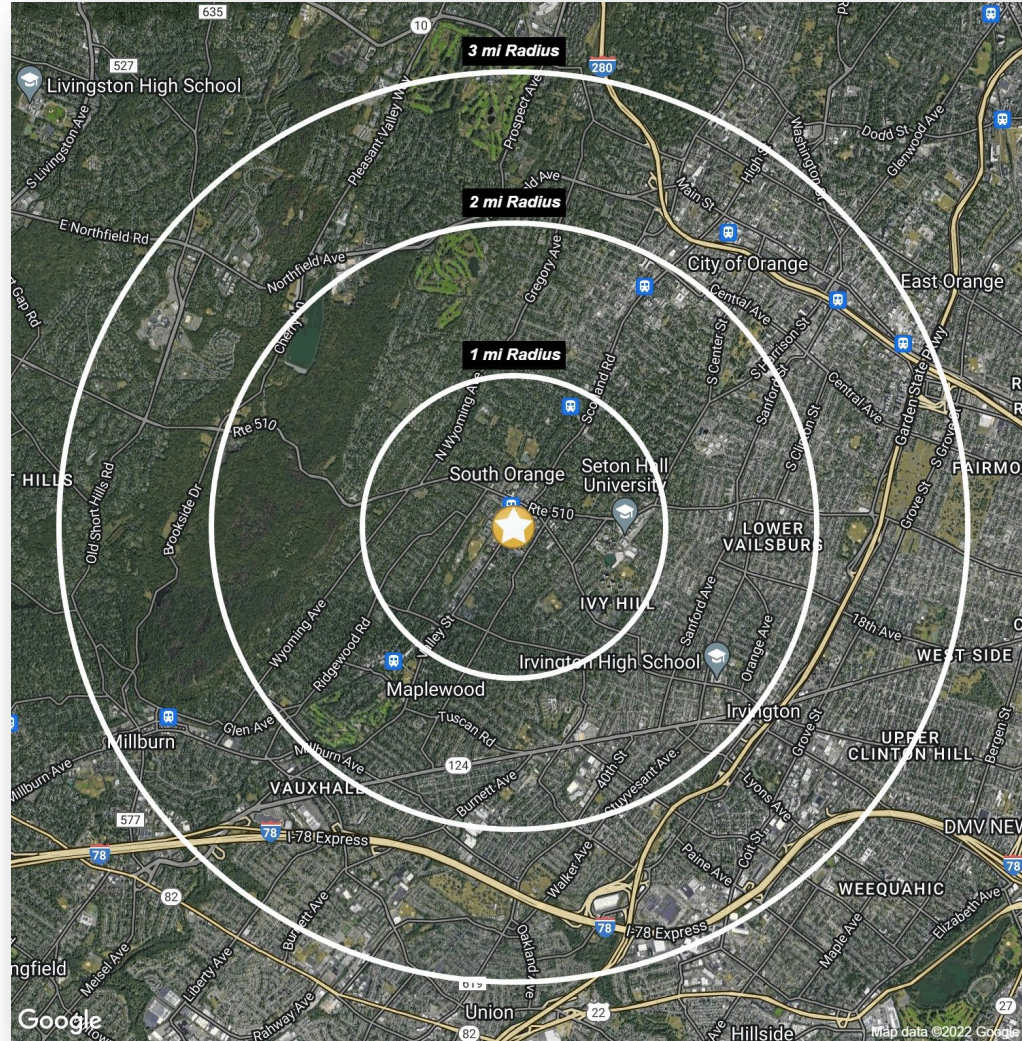 635
10
3 mi Radius
280
527
Livingston High School
S Livingston Ave
Pleasant Valley W
Prospect Ave
Washington St
Dodd St
Glenwood Ave
High St
Main St
ld Ave
2 mi Radius
E Northfield Rd
Northfield Ave
Gregory Ave
City of Orange
East Orange
Gap Rd
Cherry
Central Ave
S Center St
S Harrison St
1 mi Radius
Scotland Rd
Sanford
Central Ave
Garden State Pkwy
N Wyoming Ave
S Clinton St
S Grove St
Rte 510
South Orange
Seton Hall
University
FAIRMO
T HILLS
Old Short Hills Rd
Brookside Dr
Rte 510
Grove St
LOWER
VAILSBURG
IVY HILL
Sanford Ave
18th Ave
Wyoming Ave
Ridgewood Rd
Valley St
Orange Ave
Irvington High School
WEST SIDE
Maplewood
Irvington
Glen Ave
Tuscan Rd
Grove St
Bergen St
Millburn
UPPER
CLINTON HILL
Millburn Ave
Millburn Ave
124
40th St
Stuyvesant Ave.
VAUXHALL
Burnett Ave
Lyons Ave
577
78
I-78 Express
78
Coit St
DMV NEW
Walker Ave
Paine Ave
78
82
WEEQUAHIC
Elizabeth Ave
Burnett Ave
78
I-78 Express
Oakland Ave
Maple Ave
ngfield
Meisel Ave
Liberty Ave
619
Union
22
27
Google
Rahway Ave
82
Ave
Hillside
Map data ©2022 Google